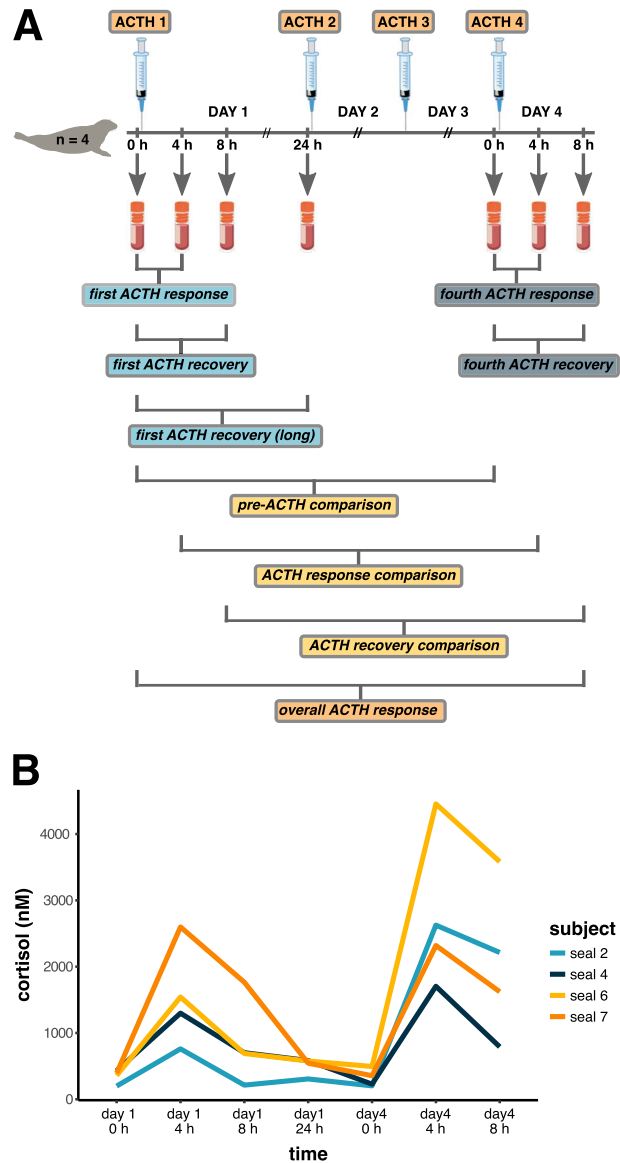 A
ACTH 1
ACTH 2
ACTH 3
ACTH 4
DAY 1
DAY 2
DAY 3
DAY 4
n = 4
0 h
4 h
8 h
24 h
0 h
4 h
8 h
first ACTH response
fourth ACTH response
first ACTH recovery
fourth ACTH recovery
first ACTH recovery (long)
pre-ACTH comparison
ACTH response comparison
ACTH recovery comparison
overall ACTH response
B
cortisol (nM)
4000
3000
2000
1000
0
subject
seal 2
seal 4
seal 6
seal 7
day 1
0 h
day 1
4 h
day1
8 h
day1
24 h
day4
0 h
day4
4 h
day4
8 h
time